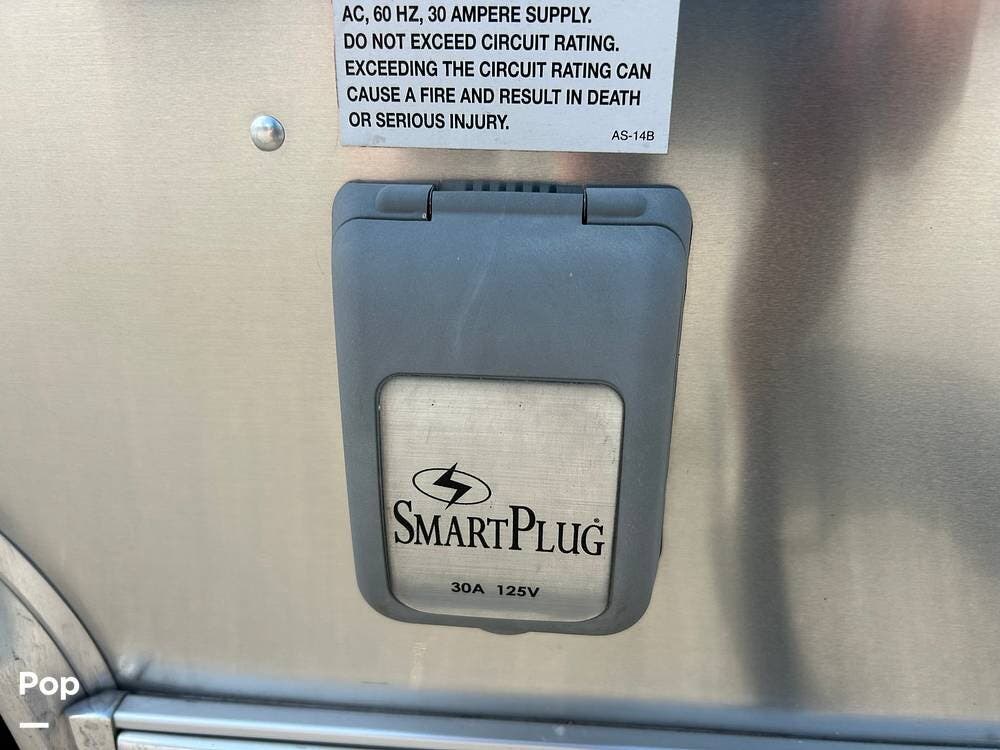 AC, 60 HZ, 30 AMPERE SUPPLY.
DO NOT EXCEED CIRCUIT RATING.
EXCEEDING THE CIRCUIT RATING CAN
CAUSE A FIRE AND RESULT IN DEATH
OR SERIOUS INJURY.
AS-14B
SMARTPLUG®
30A 125V
Pop